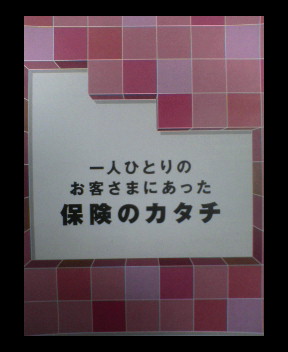 一人ひとりの
お客さまにあった
保険のカタチ